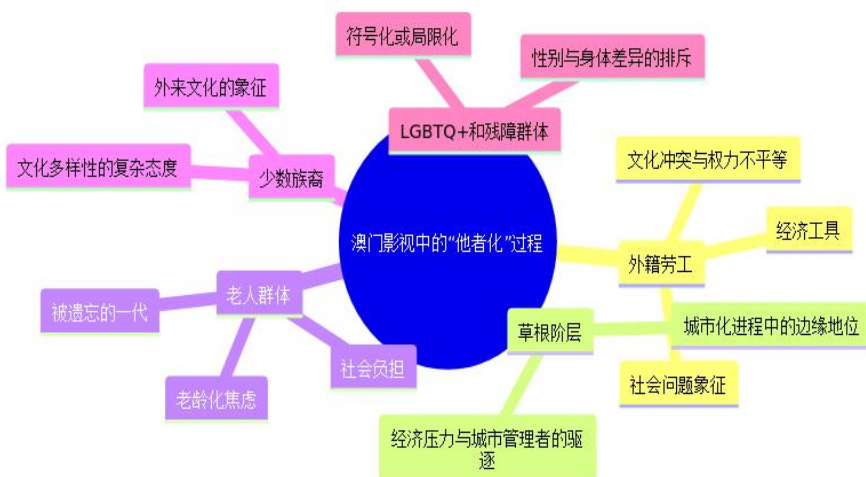 符号化或局限化
性别与身体差异的排斥
外来文化的象征
LGBTQ+和残障群体
文化多样性的复杂态度
少数族裔
文化冲突与权力不平等
经济工具
澳门影视中的“他者化”过程
外籍劳工
老人群体
被遗忘的一代
草根阶层
城市化进程中的边缘地位
社会负担
老龄化焦虑
社会问题象征
经济压力与城市管理者的驱
逐